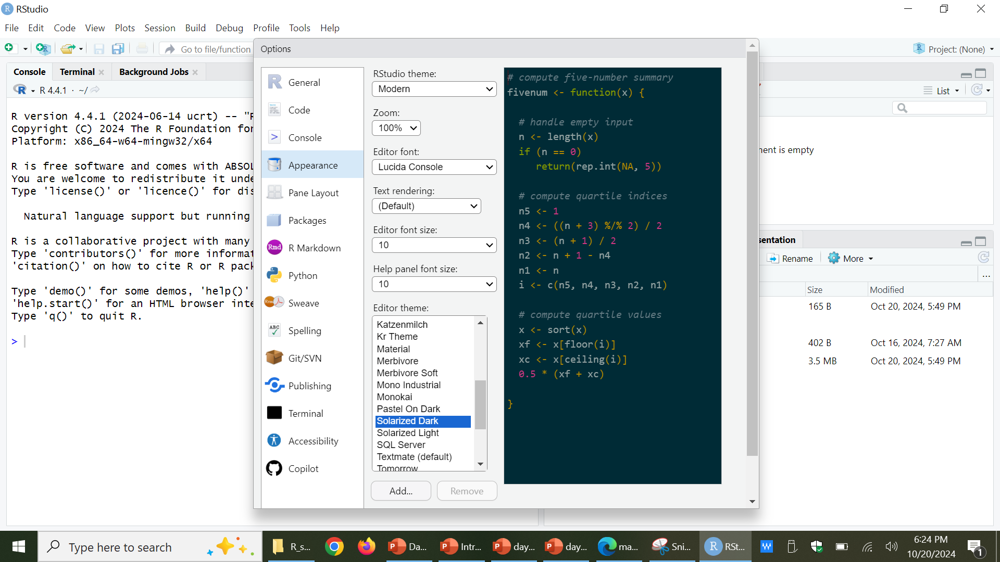 RStudio
File Edit Code View Plots Session Build Debug Profile Tools Help
Go to file/function
Project: (None)
Console Terminal Background Jobs
R 4.4.1 · ~/
R version 4.4.1 (2024-06-14 ucrt) -- "R
Copyright (C) 2024 The R Foundation for
Platform: x86_64-w64-mingw32/x64
R is free software and comes with ABSOL
You are welcome to redistribute it unde
Type 'license()' or 'licence()' for dis
Natural language support but running
R is a collaborative project with many
Type 'contributors()' for more informat
'citation()' on how to cite R or R pack
Type 'demo()' for some demos, 'help()'
'help.start()' for an HTML browser inte
Type 'q()' to quit R.
>
Options
General
Code
Console
Appearance
Pane Layout
Packages
Rmd R Markdown
Python
Rnw Sweave
ABC Spelling
Git/SVN
Publishing
Terminal
Accessibility
Copilot
RStudio theme:
Modern
Zoom:
100%
Editor font:
Lucida Console
Text rendering:
(Default)
Editor font size:
10
Help panel font size:
10
Editor theme:
Katzenmilch
Kr Theme
Material
Merbivore
Merbivore Soft
Mono Industrial
Monokai
Pastel On Dark
Solarized Dark
Solarized Light
SQL Server
Textmate (default)
Tomorrow
Add... Remove
# compute five-number summary
fivenum <- function(x) {
# handle empty input
n <- length(x)
if (n == 0)
return(rep.int(NA, 5))
# compute quartile indices
n5 <- 1
n4 <- ((n + 3) %/% 2) / 2
n3 <- (n + 1) / 2
n2 <- n + 1 - n4
n1 <- n
i <- c(n5, n4, n3, n2, n1)
# compute quartile values
x <- sort(x)
xf <- x[floor(i)]
xc <- x[ceiling(i)]
0.5 * (xf + xc)
}
List
nent is empty
sentation
Rename More
...
Size Modified
165 B Oct 20, 2024, 5:49 PM
402 B Oct 16, 2024, 7:27 AM
3.5 MB Oct 20, 2024, 5:49 PM
Type here to search
R_s... Da... Intr... day... day... ma... Sni... RSt...
6:24 PM
10/20/2024
1